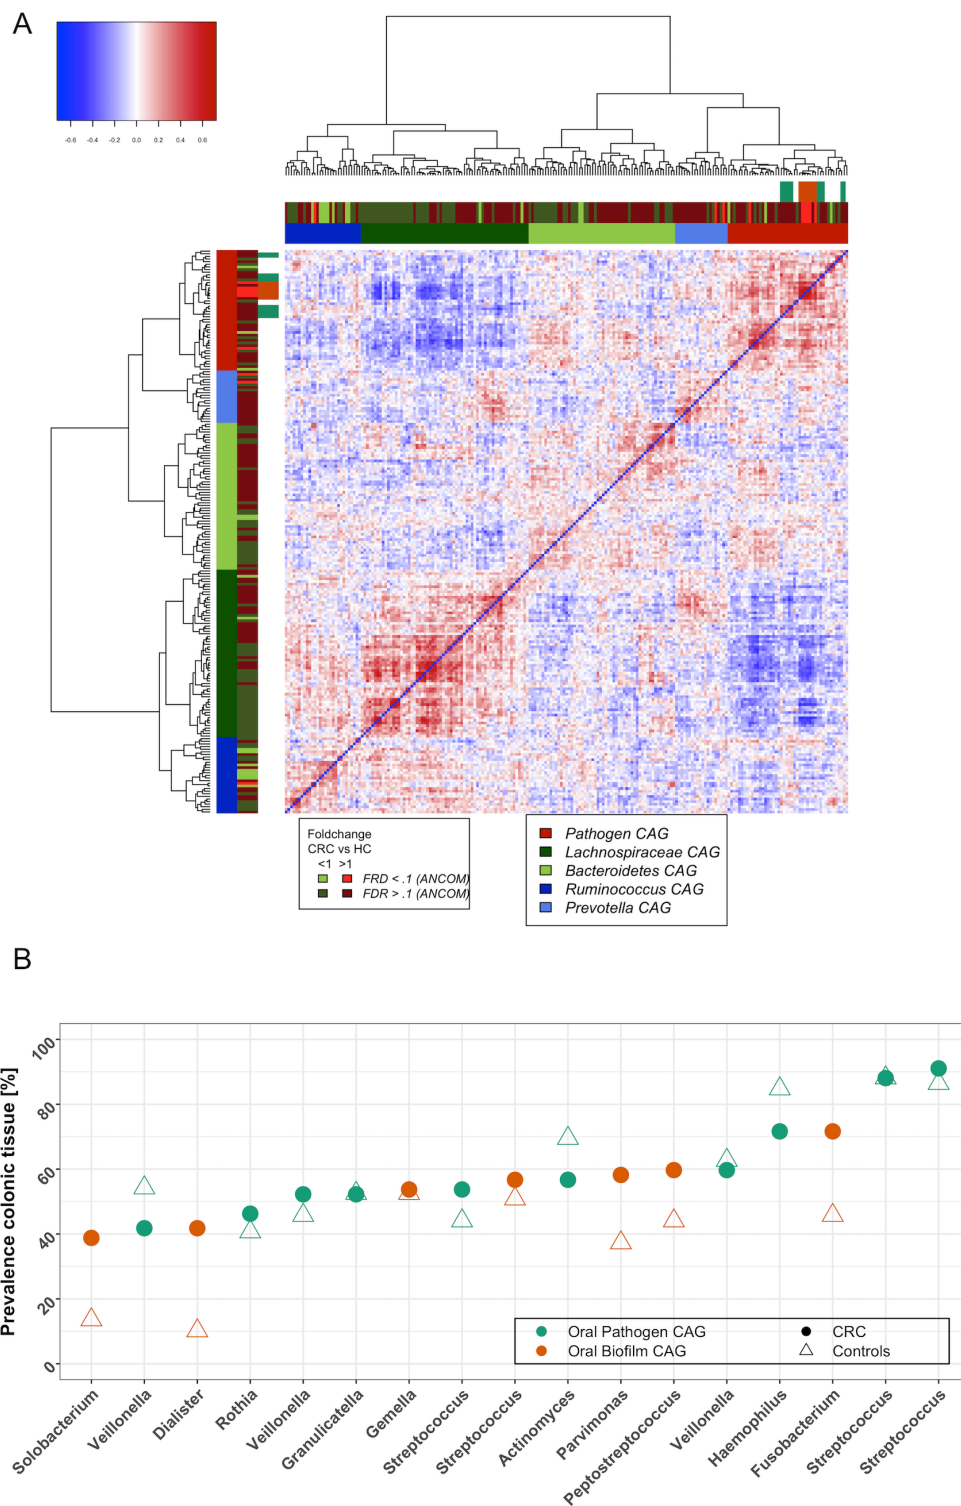 A
-0.6 -0.4 -0.2 0.0 0.2 0.4 0.6
Foldchange
CRC vs HC
<1 >1
FRD < .1 (ANCOM)
FDR > .1 (ANCOM)
Pathogen CAG
Lachnospiraceae CAG
Bacteroidetes CAG
Ruminococcus CAG
Prevotella CAG
B
Prevalence colonic tissue [%]
100
80
60
40
20
0
Oral Pathogen CAG
Oral Biofilm CAG
CRC
Controls
Solobacterium
Veillonella
Dialister
Rothia
Veillonella
Granulicatella
Gemella
Streptococcus
Streptococcus
Actinomyces
Parvimonas
Peptostreptococcus
Veillonella
Haemophilus
Fusobacterium
Streptococcus
Streptococcus